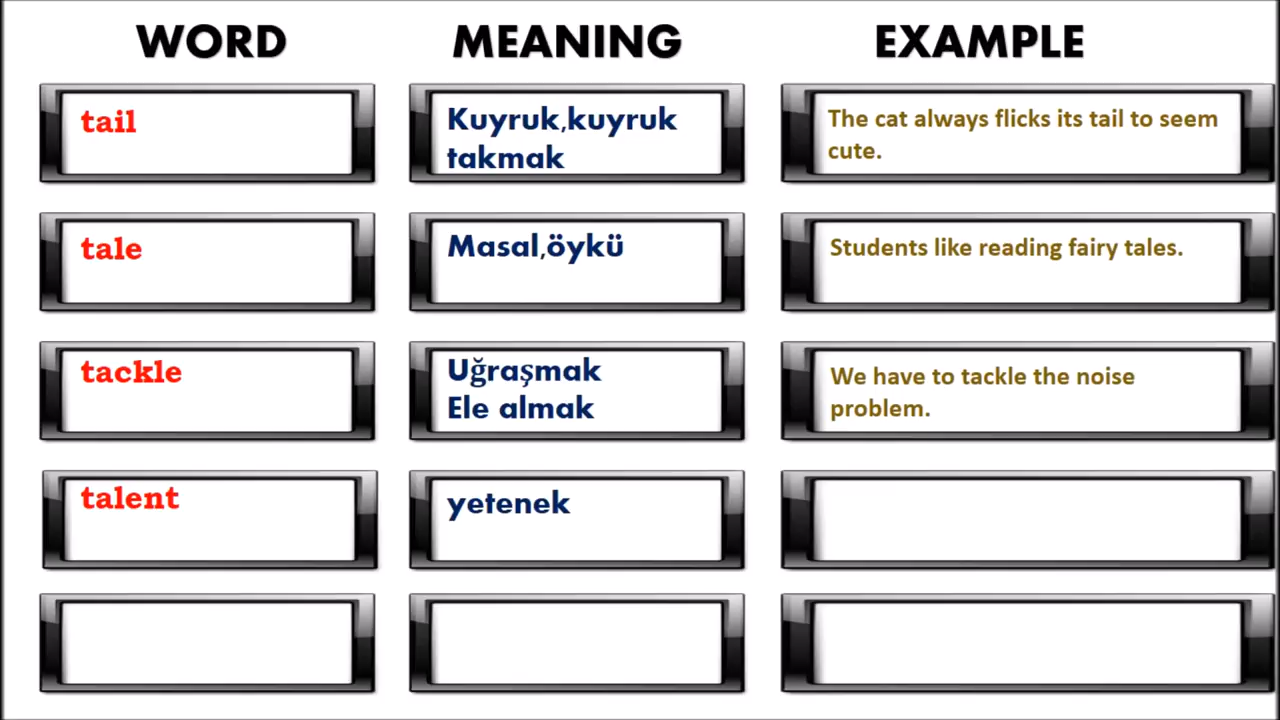 WORD MEANING EXAMPLE
tail
Kuyruk,kuyruk
takmak
The cat always flicks its tail to seem
cute.
tale
Masal,öykü
Students like reading fairy tales.
tackle
Uğraşmak
Ele almak
We have to tackle the noise
problem.
talent
yetenek